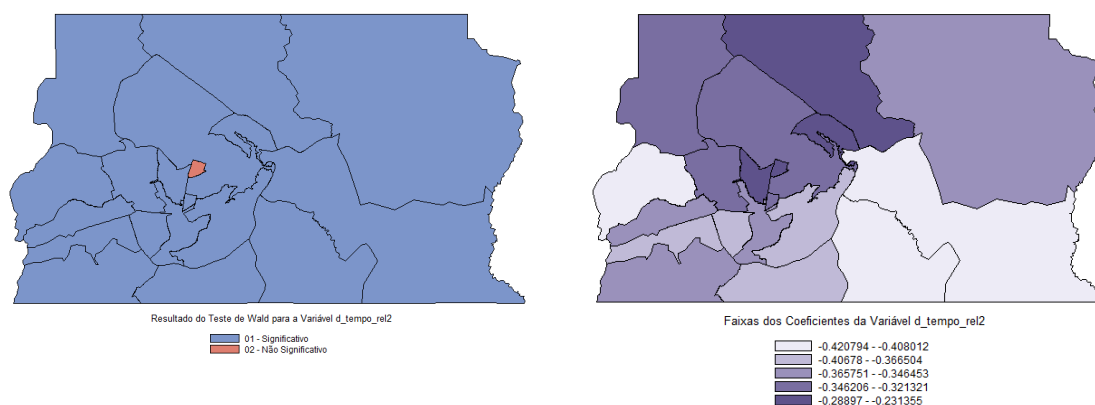 Resultado do Teste de Wald para a Variável d_tempo_rel2
01 - Significativo
02 - Não Significativo
Faixas dos Coeficientes da Variável d_tempo_rel2
-0.420794 - -0.408012
-0.40678 - -0.366504
-0.365751 - -0.346453
-0.346206 - -0.321321
-0.28897 - -0.231355